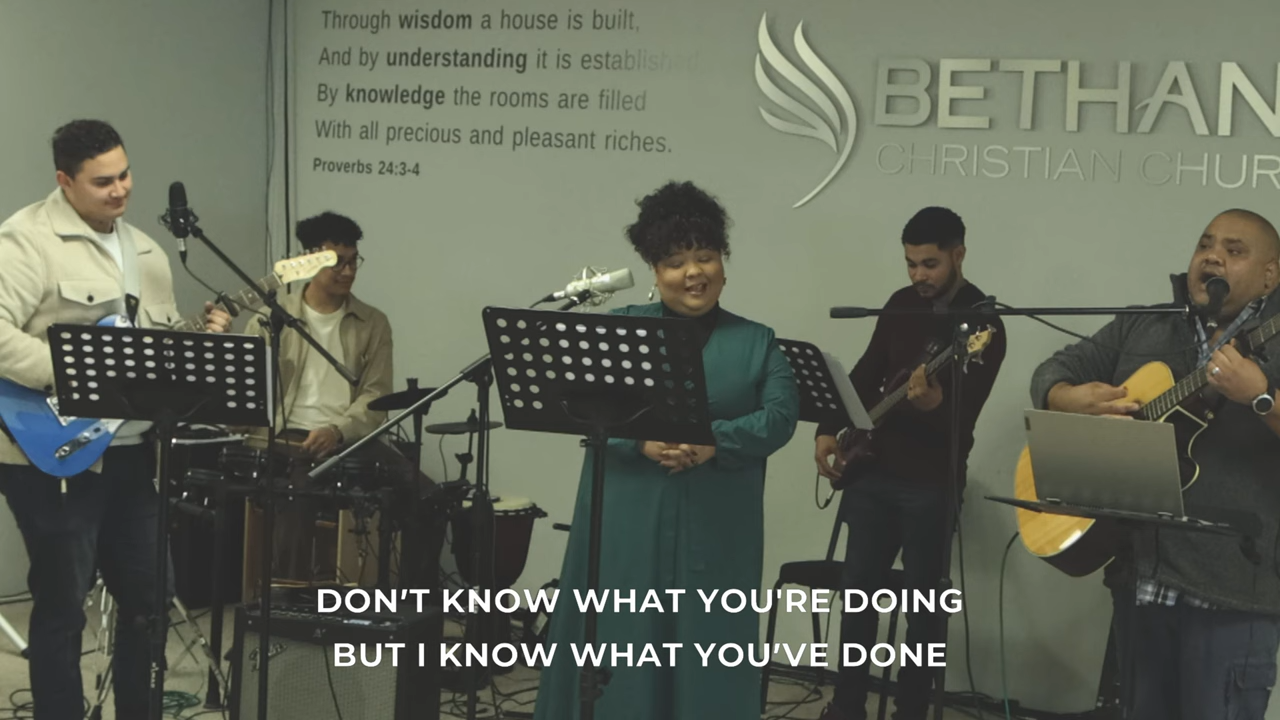 Through wisdom a house is built,
And by understanding it is established
By knowledge the rooms are filled
With all precious and pleasant riches.
Proverbs 24:3-4
BETHAN
CHRISTIAN CHUR
DON'T KNOW WHAT YOU'RE DOING
BUT I KNOW WHAT YOU'VE DONE